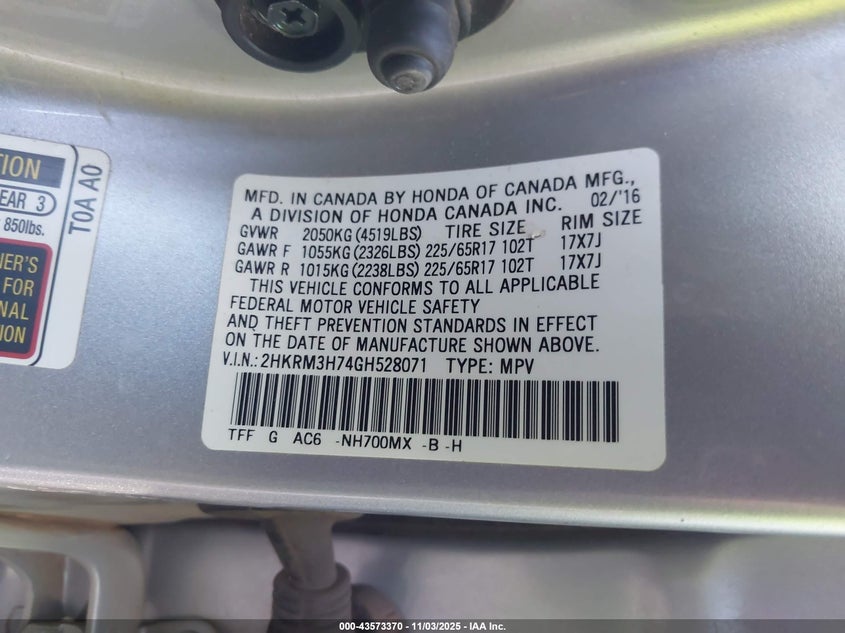 TION
EAR 3
850lbs.
NER'S
FOR
NAL
TION
T0A A0
MFD. IN CANADA BY HONDA OF CANADA MFG.,
A DIVISION OF HONDA CANADA INC. 02/'16
GVWR 2050KG (4519LBS) TIRE SIZE RIM SIZE
GAWR F 1055KG (2326LBS) 225/65R17 102T 17X7J
GAWR R 1015KG (2238LBS) 225/65R17 102T 17X7J
THIS VEHICLE CONFORMS TO ALL APPLICABLE
FEDERAL MOTOR VEHICLE SAFETY
AND THEFT PREVENTION STANDARDS IN EFFECT
ON THE DATE OF MANUFACTURE SHOWN ABOVE.
V.I.N.: 2HKRM3H74GH528071 TYPE: MPV
TFF G AC6 -NH700MX -B -H
000-43573370 - 11/03/2025 - IAA Inc.